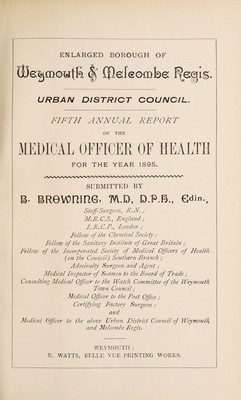 ENLARGED BOROUGH OF
Weymouth & Melcombe Regis.
URBAN DISTRICT COUNCIL.
FIFTH ANNUAL REPORT
OF THE
MEDICAL OFFICER OF HEALTH
FOR THE YEAR 1895.
SUBMITTED BY
B. BROWNING, M.D, D.P.H., Edin.,
Staff-Surgeon, R.N.;
M.R.C.S., England;
L.R.C.P., London;
Fellow of the Chemical Society;
Fellow of the Sanitary Institute of Great Britain;
Fellow of the Incorporated Society of Medical Officers of Health
(on the Council) Southern Branch;
Admiralty Surgeon and Agent;
Medical Inspector of Seamen to the Board of Trade;
Consulting Medical Officer to the Watch Committee of the Weymouth
Town Council;
Medical Officer to the Post Office;
Certifying Factory Surgeon;
and
Medical Officer to the above Urban District Council of Weymouth
and Melcombe Regis.
WEYMOUTH:
R. WATTS, BELLE VUE PRINTING WORKS.